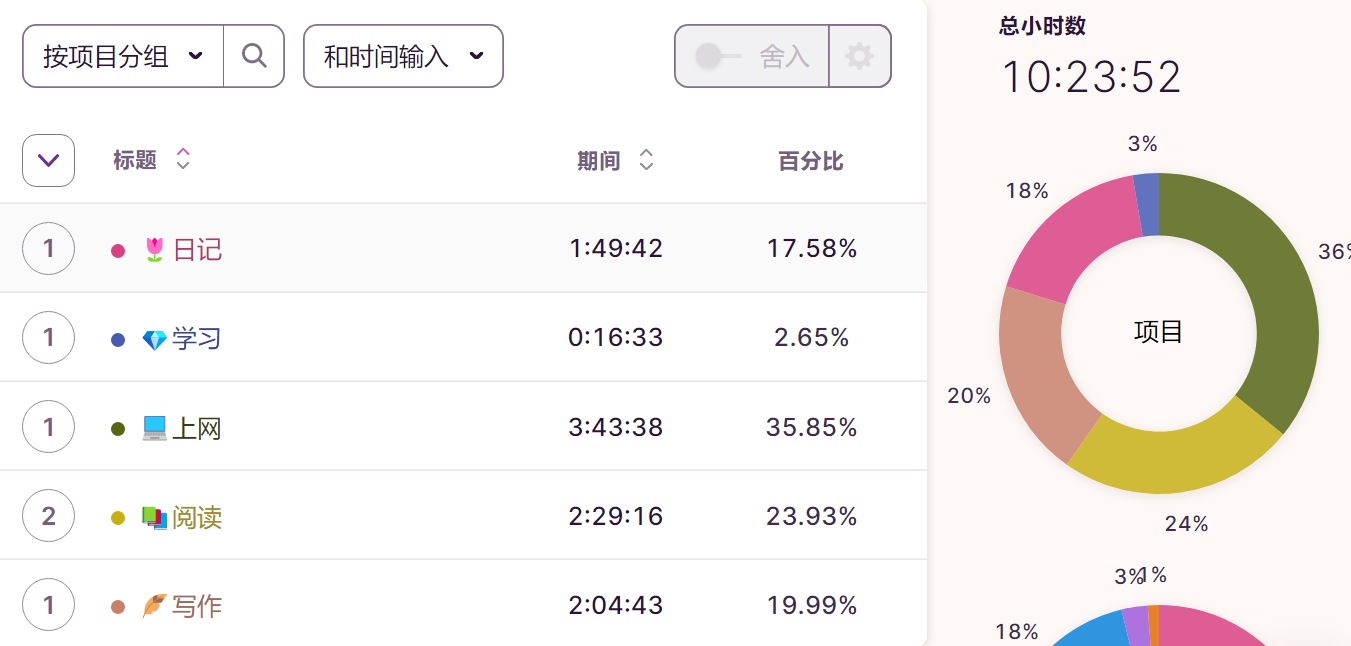 按项目分组
和时间输入
舍入
标题 期间 百分比
1 🌷日记 1:49:42 17.58%
1 💎学习 0:16:33 2.65%
1 💻上网 3:43:38 35.85%
2 📚阅读 2:29:16 23.93%
1 🪶写作 2:04:43 19.99%
总小时数
10:23:52
3%
18%
36%
项目
20%
24%
3%
1%
18%